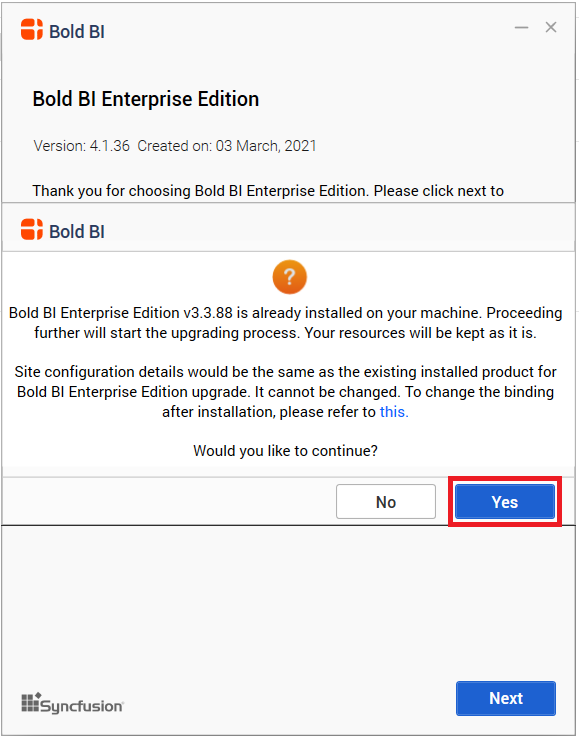 Bold BI
Bold BI Enterprise Edition
Version: 4.1.36 Created on: 03 March, 2021
Thank you for choosing Bold BI Enterprise Edition. Please click next to
Bold BI
?
Bold BI Enterprise Edition v3.3.88 is already installed on your machine. Proceeding
further will start the upgrading process. Your resources will be kept as it is.
Site configuration details would be the same as the existing installed product for
Bold BI Enterprise Edition upgrade. It cannot be changed. To change the binding
after installation, please refer to this.
Would you like to continue?
No Yes
Syncfusion
Next